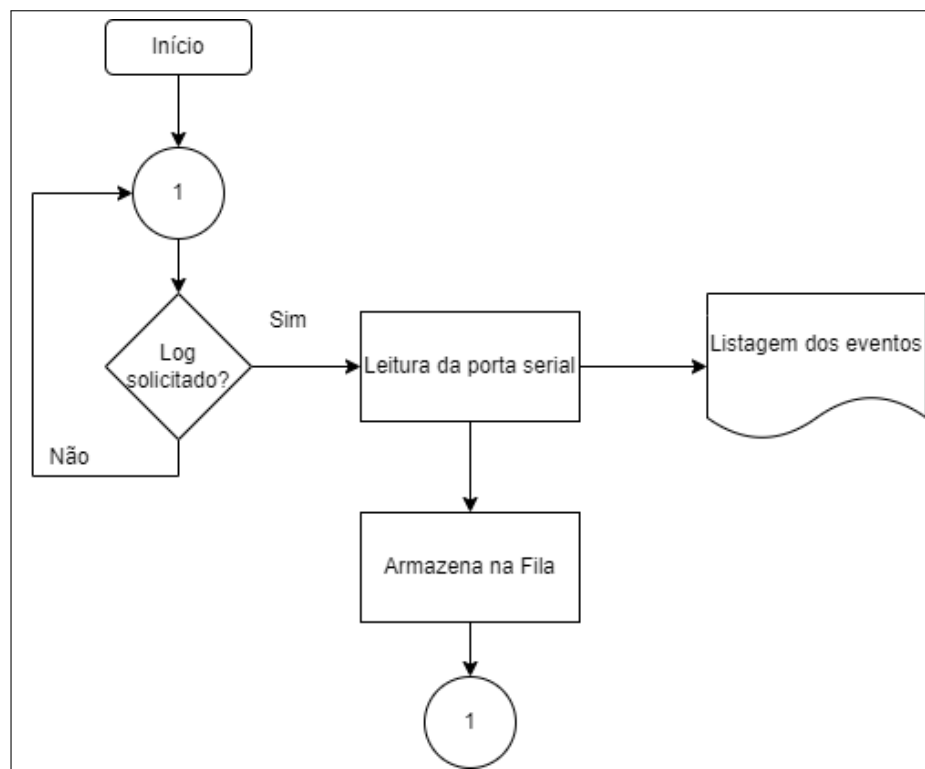 Início
1
Sim
Log
solicitado?
Leitura da porta serial
Listagem dos eventos
Não
Armazena na Fila
1